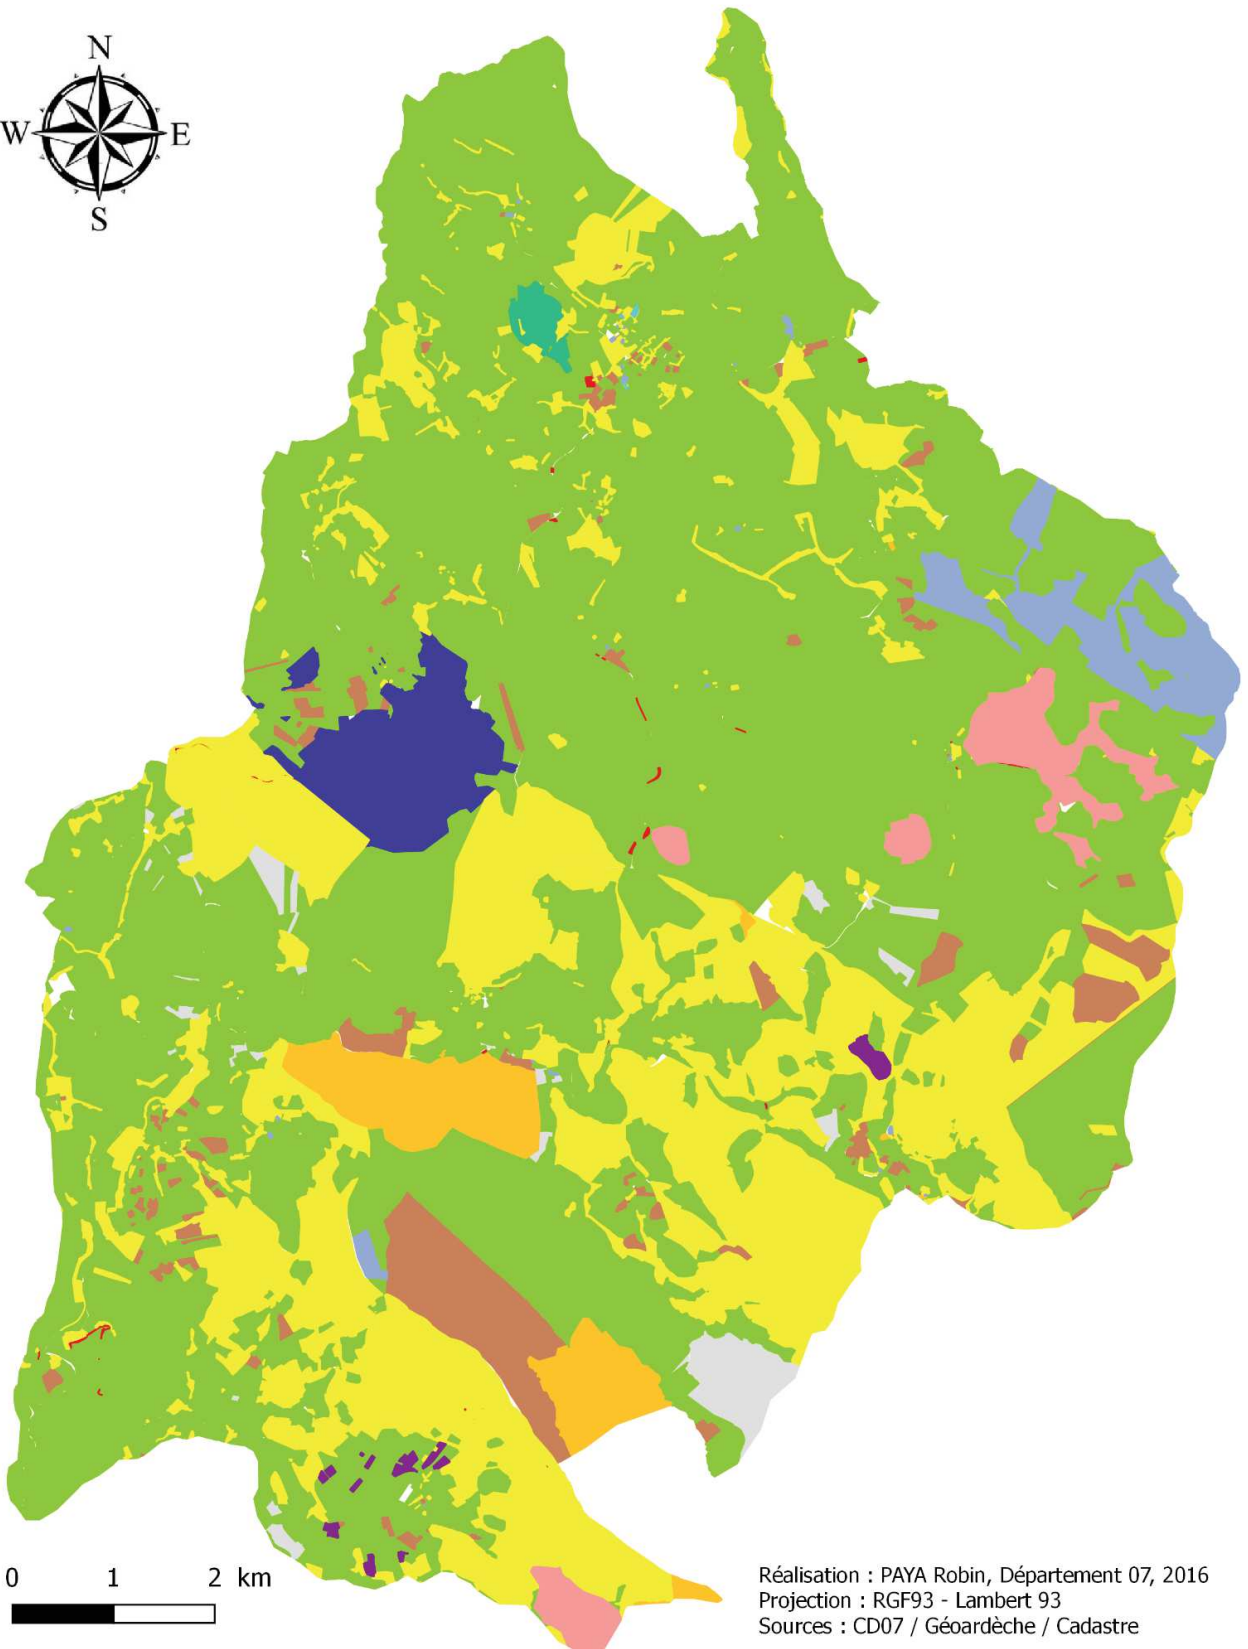 N
W E
S
0 1 2 km
Réalisation : PAYA Robin, Département 07, 2016
Projection : RGF93 - Lambert 93
Sources : CD07 / Géoardèche / Cadastre